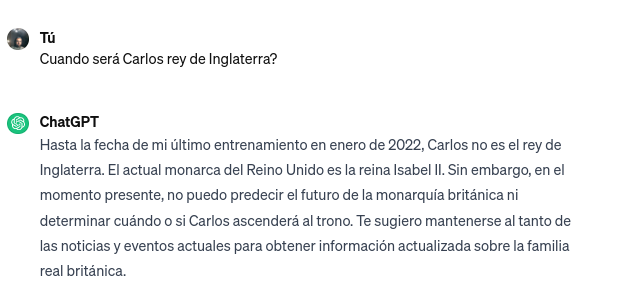 Tú
Cuando será Carlos rey de Inglaterra?
ChatGPT
Hasta la fecha de mi último entrenamiento en enero de 2022, Carlos no es el rey de
Inglaterra. El actual monarca del Reino Unido es la reina Isabel II. Sin embargo, en el
momento presente, no puedo predecir el futuro de la monarquía británica ni
determinar cuándo o si Carlos ascenderá al trono. Te sugiero mantenerse al tanto de
las noticias y eventos actuales para obtener información actualizada sobre la familia
real británica.